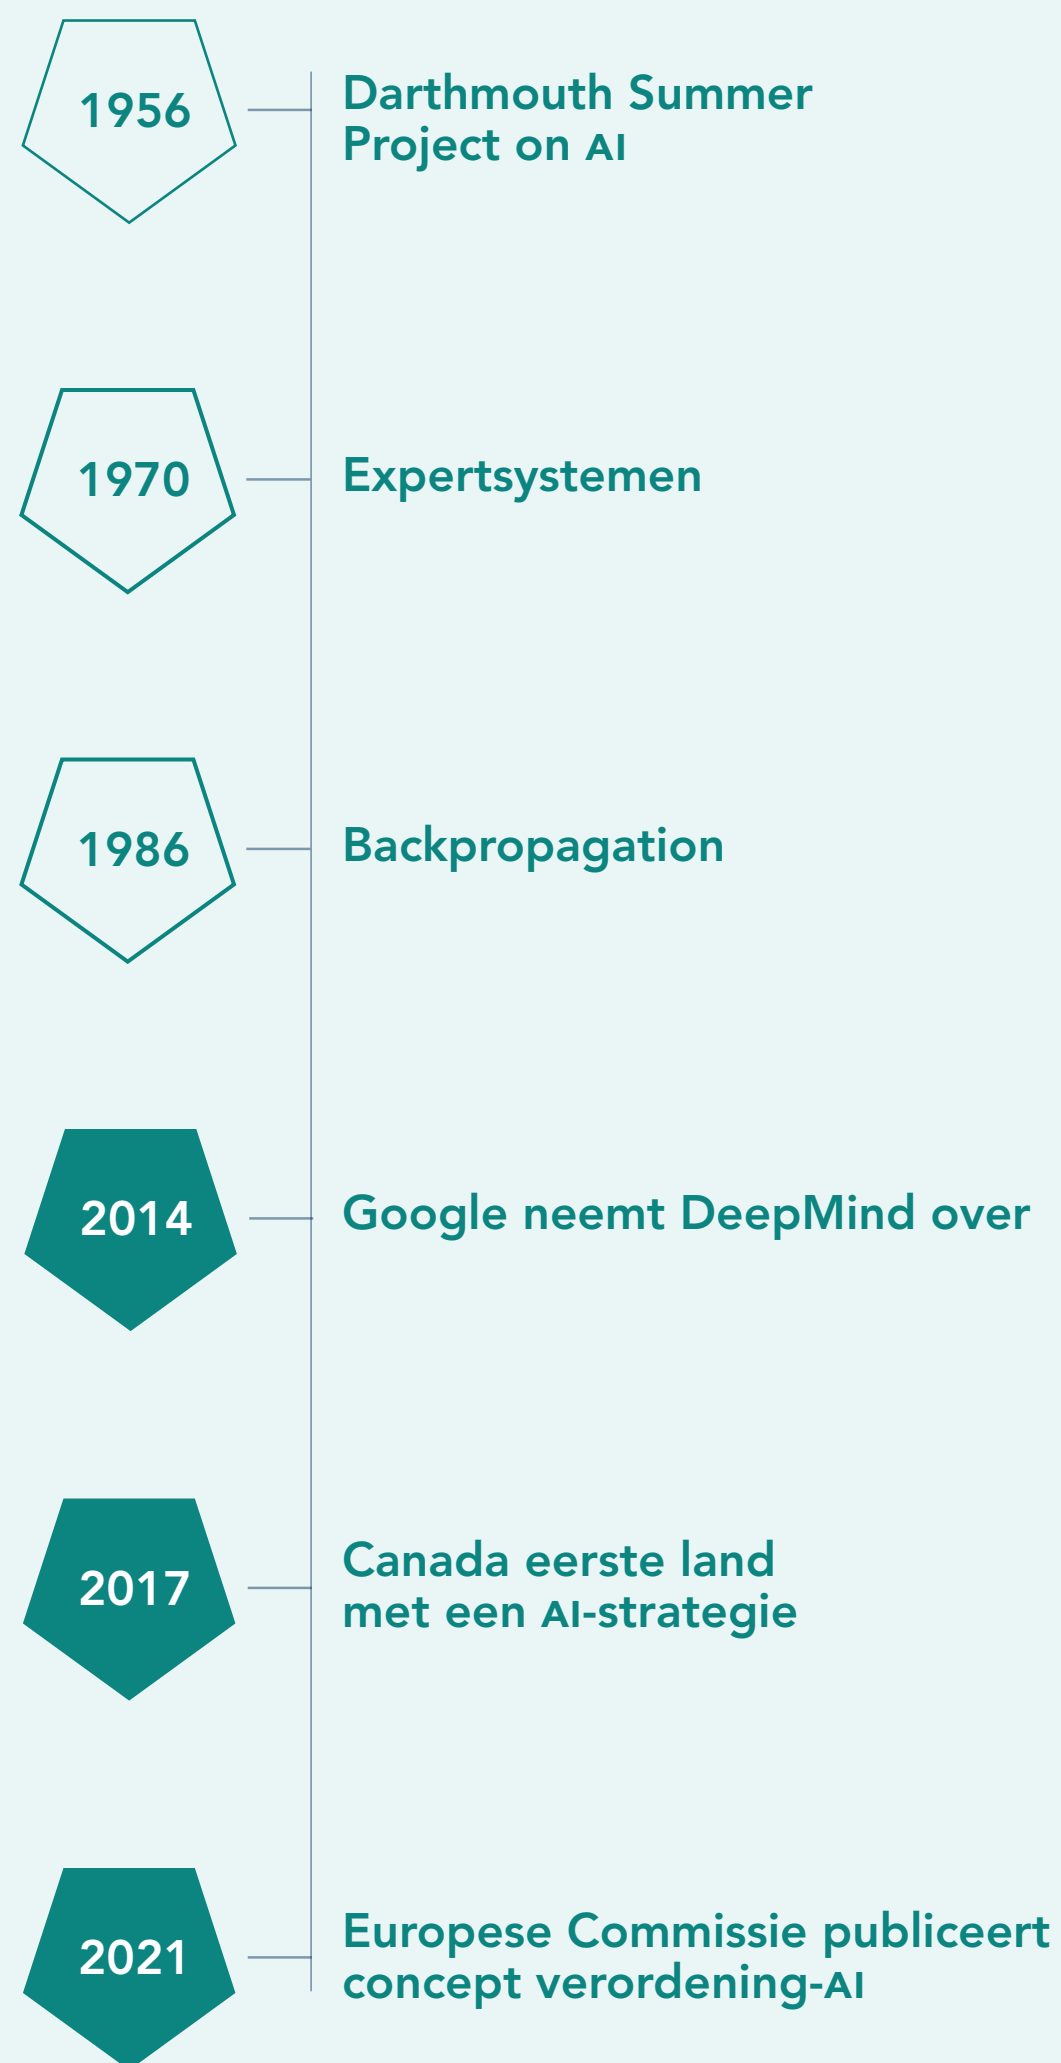 1956
Darthmouth Summer
Project on AI
1970
Expertsystemen
1986
Backpropagation
2014
Google neemt DeepMind over
2017
Canada eerste land
met een AI-strategie
2021
Europese Commissie publiceert
concept verordening-AI